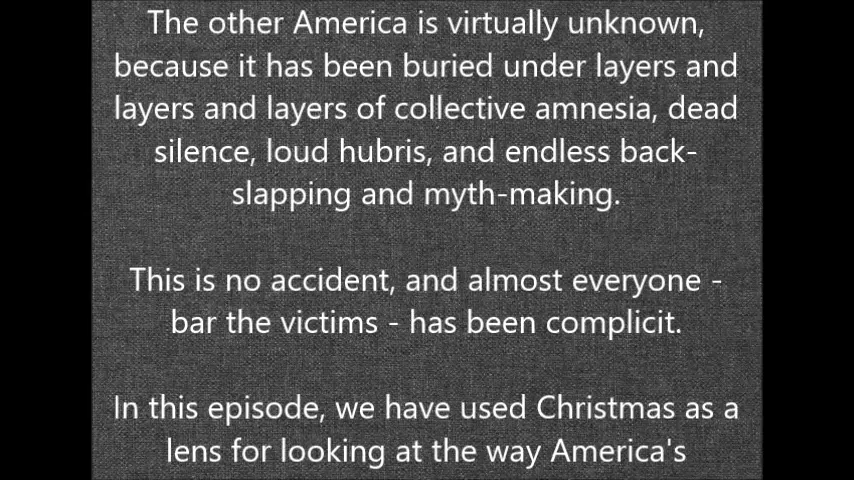 The other America is virtually unknown,
because it has been buried under layers and
layers and layers of collective amnesia, dead
silence, loud hubris, and endless back-
slapping and myth-making.
This is no accident, and almost everyone -
bar the victims - has been complicit.
In this episode, we have used Christmas as a
lens for looking at the way America's